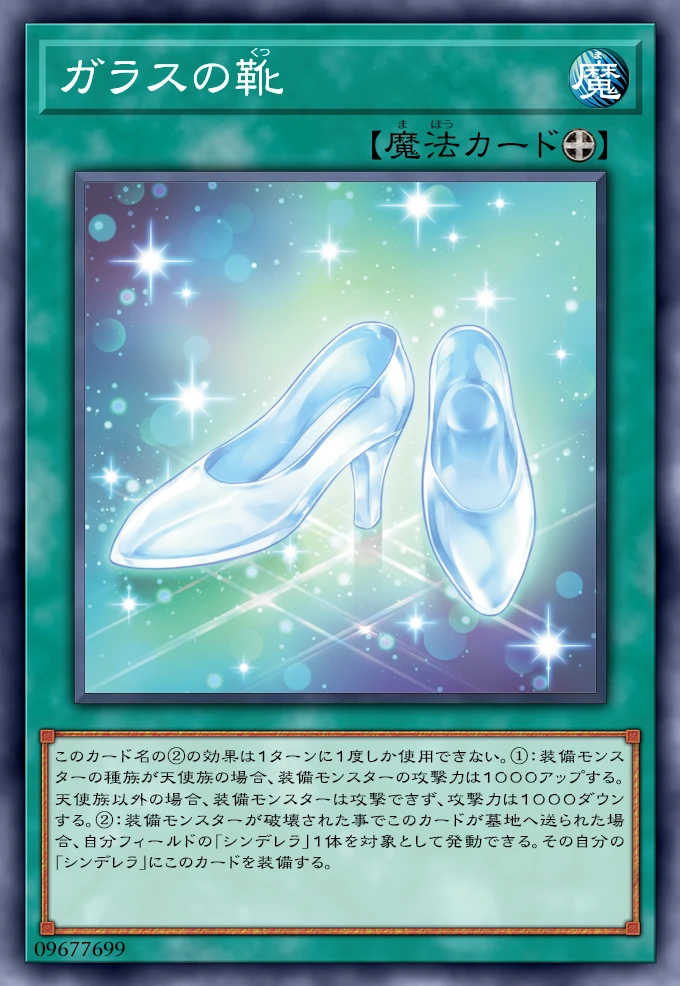 ガラスの靴
くつ
魔
ま
【魔法カード】
ま ほう
このカード名の②の効果は1ターンに1度しか使用できない。①：装備モンス
ターの種族が天使族の場合、装備モンスターの攻撃力は1000アップする。
天使族以外の場合、装備モンスターは攻撃できず、攻撃力は1000ダウン
する。②：装備モンスターが破壊された事でこのカードが墓地へ送られた場
合、自分フィールドの「シンデレラ」1体を対象として発動できる。その自分の
「シンデレラ」にこのカードを装備する。
09677699